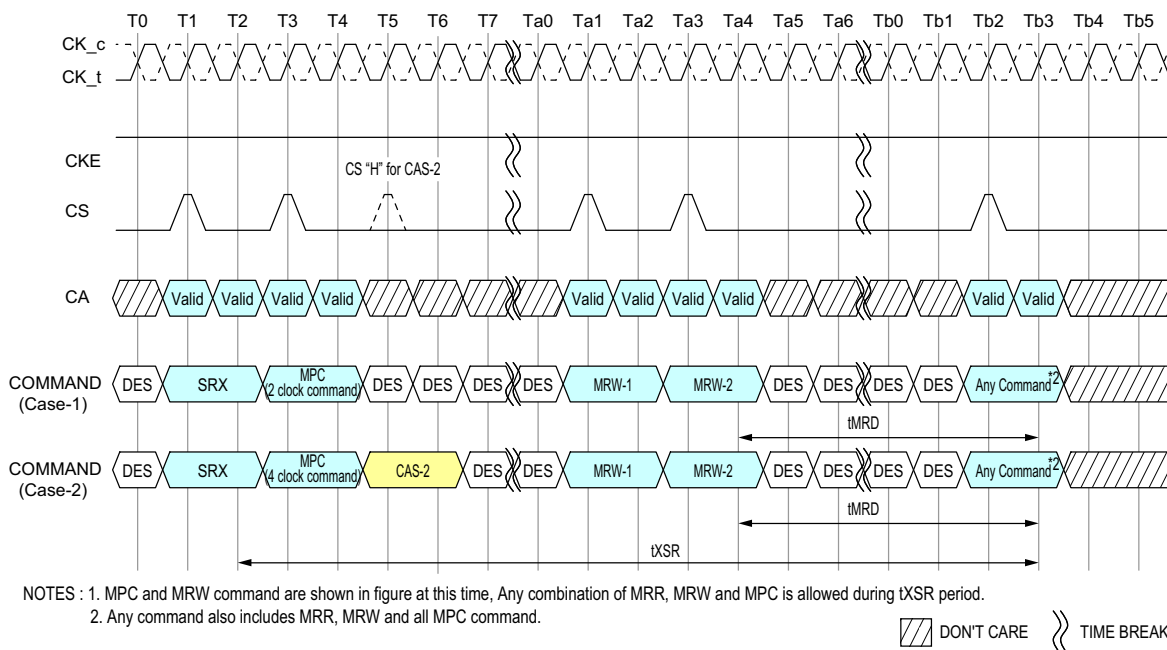 T0 T1 T2 T3 T4 T5 T6 T7 Ta0 Ta1 Ta2 Ta3 Ta4 Ta5 Ta6 Tb0 Tb1 Tb2 Tb3 Tb4 Tb5
CK_c
CK_t
CKE
CS "H" for CAS-2
CS
CA Valid Valid Valid Valid Valid Valid Valid Valid Valid Valid
COMMAND
(Case-1)
DES SRX MPC
(2 clock command)
DES DES DES DES MRW-1 MRW-2 DES DES DES DES Any Command*2
tMRD
COMMAND
(Case-2)
DES SRX MPC
(4 clock command)
CAS-2 DES DES MRW-1 MRW-2 DES DES DES DES Any Command*2
tMRD
tXSR
NOTES : 1. MPC and MRW command are shown in figure at this time, Any combination of MRR, MRW and MPC is allowed during tXSR period.
2. Any command also includes MRR, MRW and all MPC command.
DON'T CARE TIME BREAK